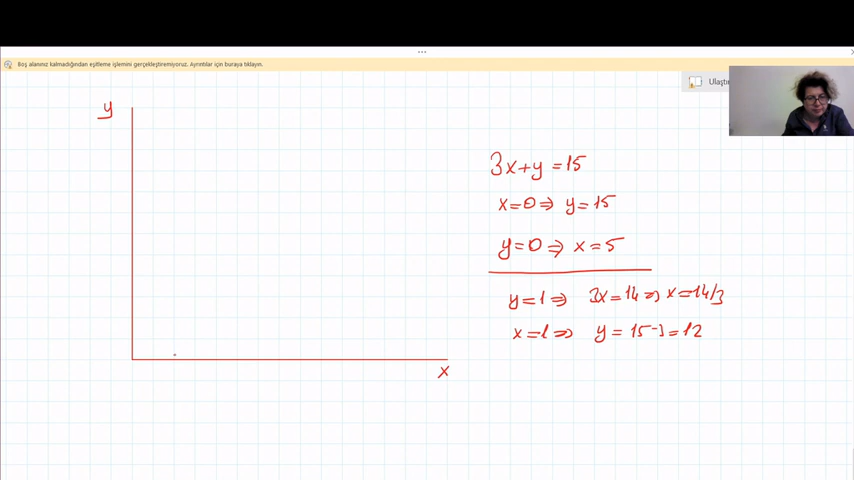 ...
Boş alanınız kalmadığından eşitleme işlemini gerçekleştiremiyoruz. Ayrıntılar için buraya tıklayın.
Ulaştır
y
3x+y=15
x=0⇒ y=15
y=0⇒ x=5
y=1⇒ 3x=14⇒ x=14/3
x=1⇒ y=15-3=12
x